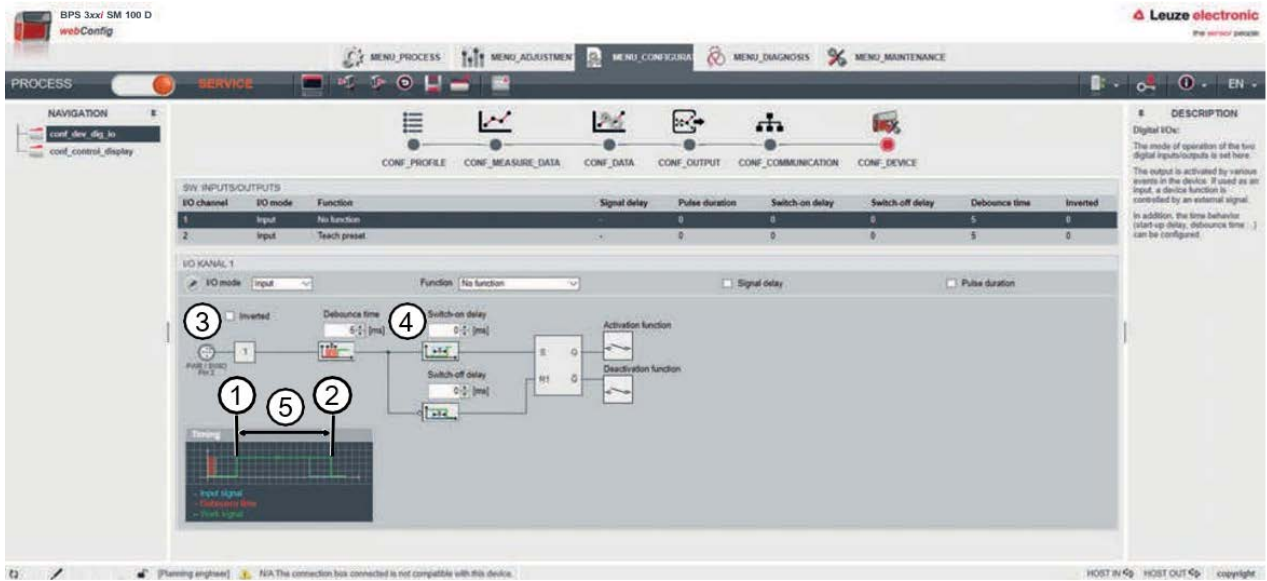 BPS 3xxi SM 100 D
webConfig
Leuze electronic
the sensor people
MENU_PROCESS
MENU_ADJUSTMEN
MENU_CONFIGURA
MENU_DIAGNOSIS
MENU_MAINTENANCE
PROCESS
SERVICE
EN
NAVIGATION
conf_dev_dig_io
conf_control_display
CONF_PROFILE
CONF_MEASURE_DATA
CONF_DATA
CONF_OUTPUT
CONF_COMMUNICATION
CONF_DEVICE
DESCRIPTION
Digital I/Os:
The mode of operation of the two
digital inputs/outputs is set here.
The output is activated by various
events in the device. If used as an
input, a device function is
controlled by an external signal.
In addition, the time behavior
(start-up delay, debounce time ...)
can be configured.
SW. INPUTS/OUTPUTS
I/O channel I/O mode Function Signal delay Pulse duration Switch-on delay Switch-off delay Debounce time Inverted
1 Input No function - 0 0 0 5 0
2 Input Teach preset - 0 0 0 5 0
I/O KANAL 1
I/O mode Input Function No function Signal delay Pulse duration
3 Inverted Debounce time 4 Switch-on delay
5 [ms] 0 [ms] Activation function
1 S Q
PWR / SWIO
Pin 2
Switch-off delay Deactivation function
0 [ms] R1 Q
1 5 2
Timing
- Input signal
- Debounce time
- Work signal
[Planning engineer] N/A The connection box connected is not compatible with this device.
HOST IN HOST OUT copyright